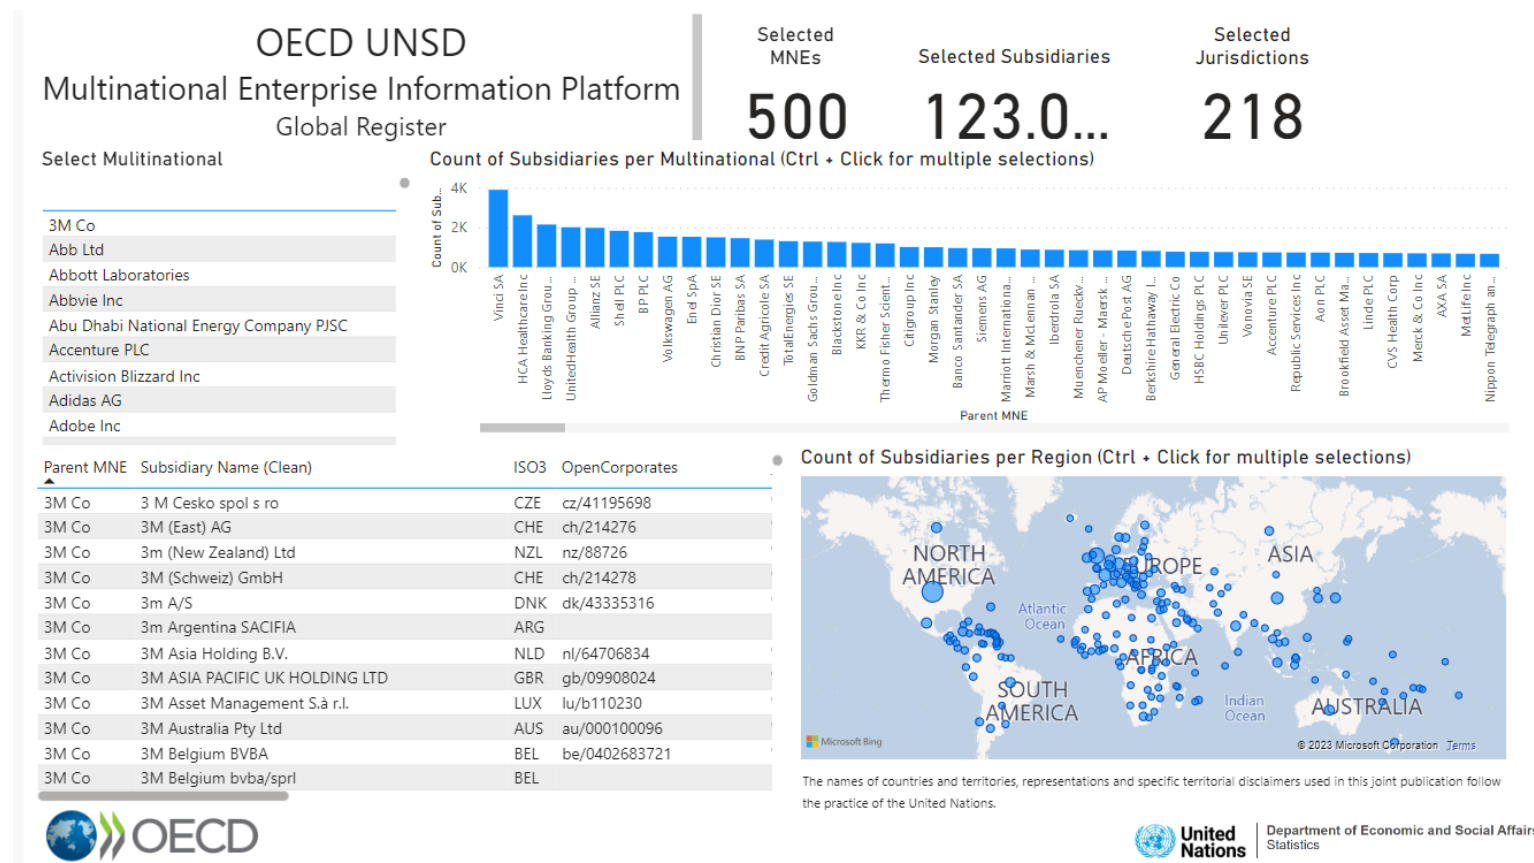 OECD UNSD
Multinational Enterprise Information Platform
Global Register
Selected
MNEs
500
Selected Subsidiaries
123.0...
Selected
Jurisdictions
218
Select Mulitinational
3M Co
Abb Ltd
Abbott Laboratories
Abbvie Inc
Abu Dhabi National Energy Company PJSC
Accenture PLC
Activision Blizzard Inc
Adidas AG
Adobe Inc
Count of Subsidiaries per Multinational (Ctrl + Click for multiple selections)
Count of Sub...
4K
2K
0K
Vinci SA
HCA Healthcare Inc
Lloyds Banking Grou...
UnitedHealth Group ...
Allianz SE
Shell PLC
BP PLC
Volkswagen AG
Enel SpA
Christian Dior SE
BNP Paribas SA
Credit Agricole SA
TotalEnergies SE
Goldman Sachs Grou...
Blackstone Inc
KKR & Co Inc
Thermo Fisher Scient...
Citigroup Inc
Morgan Stanley
Banco Santander SA
Siemens AG
Marriott Internationa...
Marsh & McLennan ...
Iberdrola SA
Muenchener Rueckv...
AP Moeller - Maersk ...
Deutsche Post AG
Berkshire Hathaway I...
General Electric Co
HSBC Holdings PLC
Unilever PLC
Vonovia SE
Accenture PLC
Republic Services Inc
Aon PLC
Brookfield Asset Ma...
Linde PLC
CVS Health Corp
Merck & Co Inc
AXA SA
MetLife Inc
Nippon Telegraph an...
Parent MNE
Parent MNE Subsidiary Name (Clean) ISO3 OpenCorporates
3M Co 3 M Cesko spol s ro CZE cz/41195698
3M Co 3M (East) AG CHE ch/214276
3M Co 3m (New Zealand) Ltd NZL nz/88726
3M Co 3M (Schweiz) GmbH CHE ch/214278
3M Co 3m A/S DNK dk/43335316
3M Co 3m Argentina SACIFIA ARG
3M Co 3M Asia Holding B.V. NLD nl/64706834
3M Co 3M ASIA PACIFIC UK HOLDING LTD GBR gb/09908024
3M Co 3M Asset Management S.à r.l. LUX lu/b110230
3M Co 3M Australia Pty Ltd AUS au/000100096
3M Co 3M Belgium BVBA BEL be/0402683721
3M Co 3M Belgium bvba/sprl BEL
Count of Subsidiaries per Region (Ctrl + Click for multiple selections)
NORTH
AMERICA
EUROPE
ASIA
Atlantic
Ocean
AFRICA
SOUTH
AMERICA
Indian
Ocean
AUSTRALIA
Microsoft Bing
© 2023 Microsoft Corporation Terms
The names of countries and territories, representations and specific territorial disclaimers used in this joint publication follow
the practice of the United Nations.
OECD
United
Nations
Department of Economic and Social Affairs
Statistics